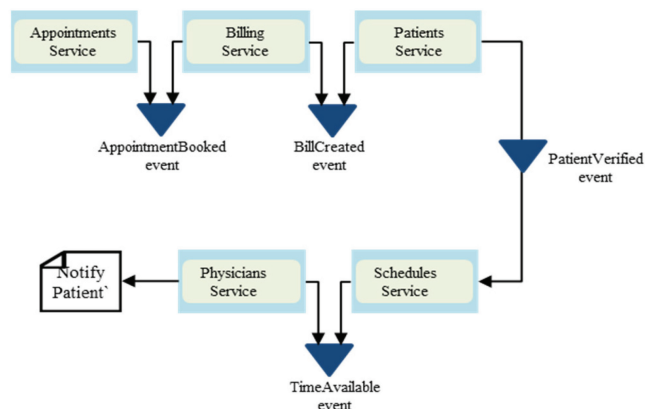 Appointments
Service
Billing
Service
Patients
Service
AppointmentBooked
event
BillCreated
event
PatientVerified
event
Notify
Patient`
Physicians
Service
Schedules
Service
TimeAvailable
event